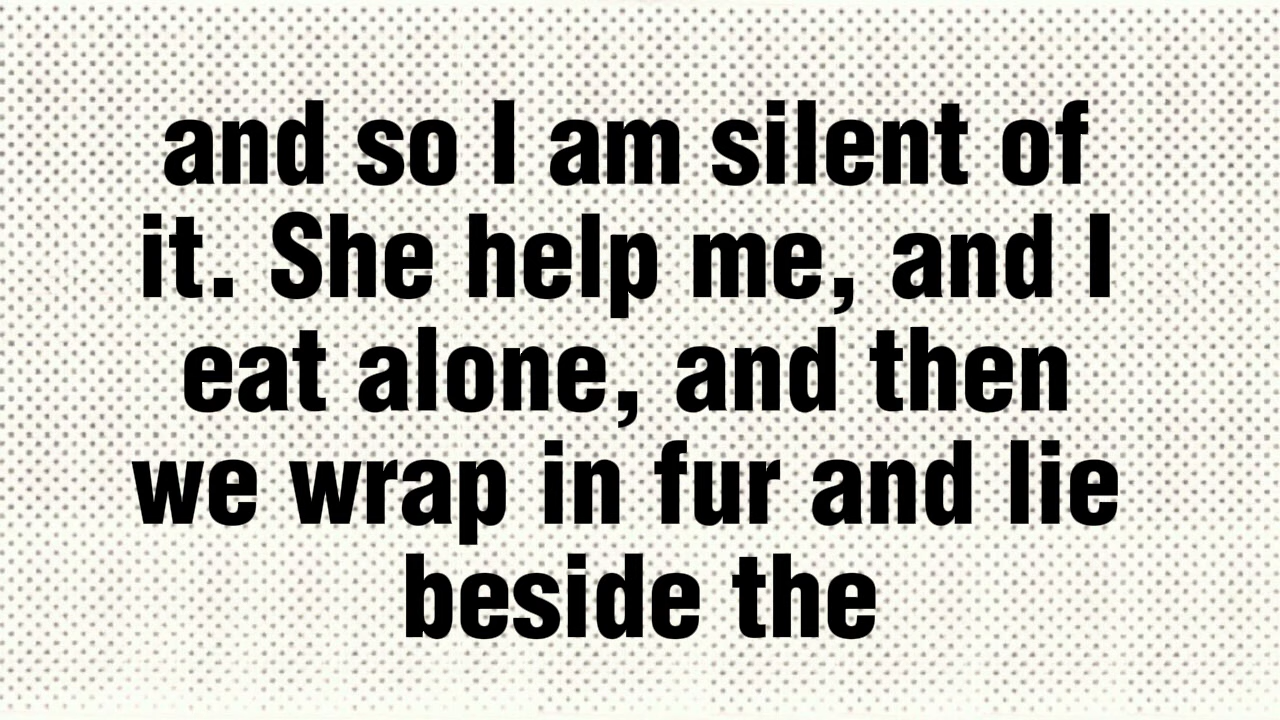 and so I am silent of
it. She help me, and I
eat alone, and then
we wrap in fur and lie
beside the